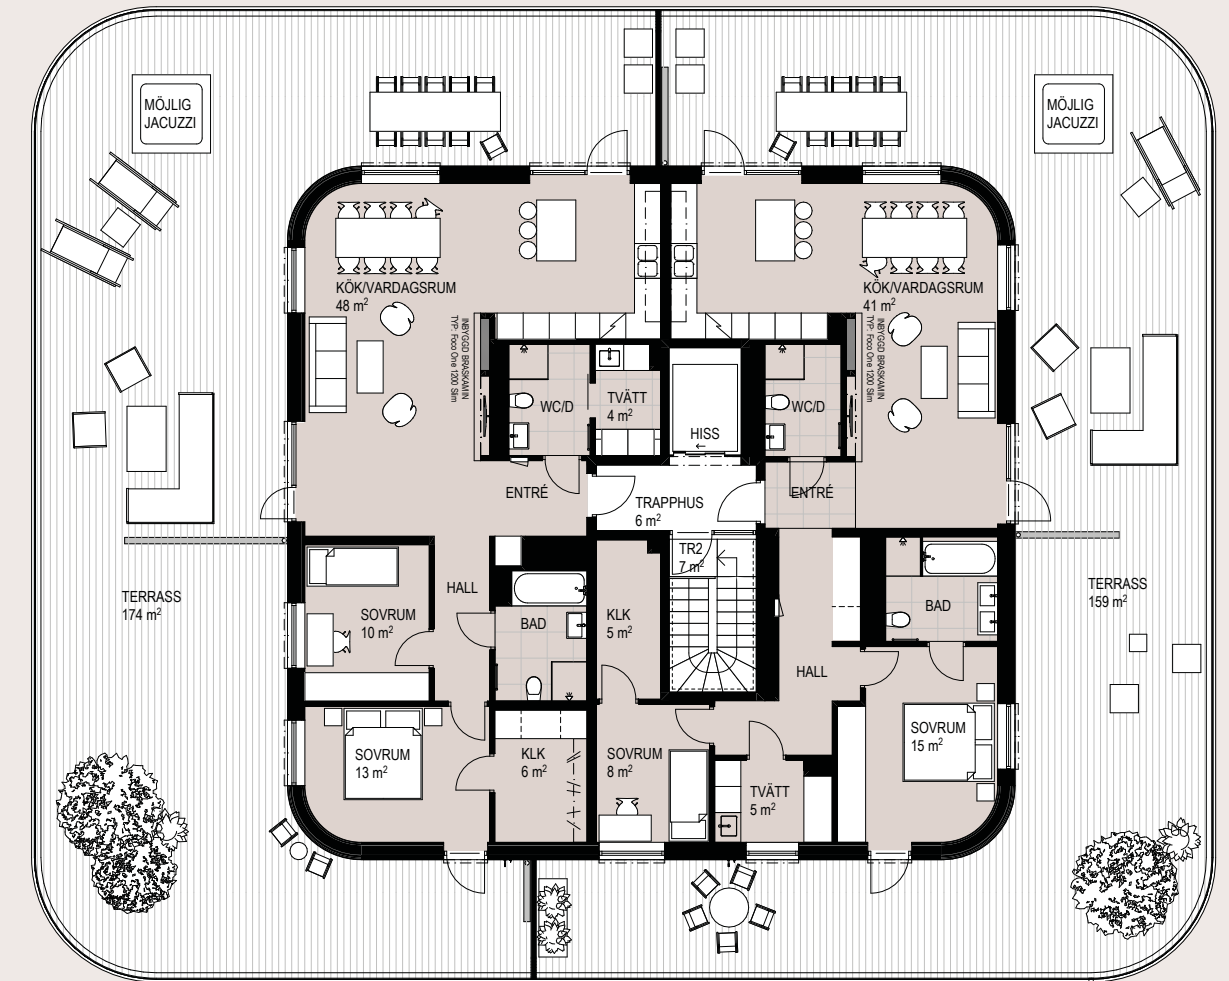 MÖJLIG
JACUZZI
MÖJLIG
JACUZZI
KÖK/VARDAGSRUM
48 m²
KÖK/VARDAGSRUM
41 m²
INBYGGD BRASKAMIN
TYP: Foco One 1200 Slim
INBYGGD BRASKAMIN
TYP: Foco One 1200 Slim
WC/D
TVÄTT
4 m²
HISS
←
WC/D
ENTRÉ
TRAPPHUS
6 m²
ENTRÉ
TR2
7 m²
TERRASS
174 m²
SOVRUM
10 m²
HALL
BAD
KLK
5 m²
BAD
TERRASS
159 m²
HALL
SOVRUM
13 m²
KLK
6 m²
SOVRUM
8 m²
TVÄTT
5 m²
SOVRUM
15 m²